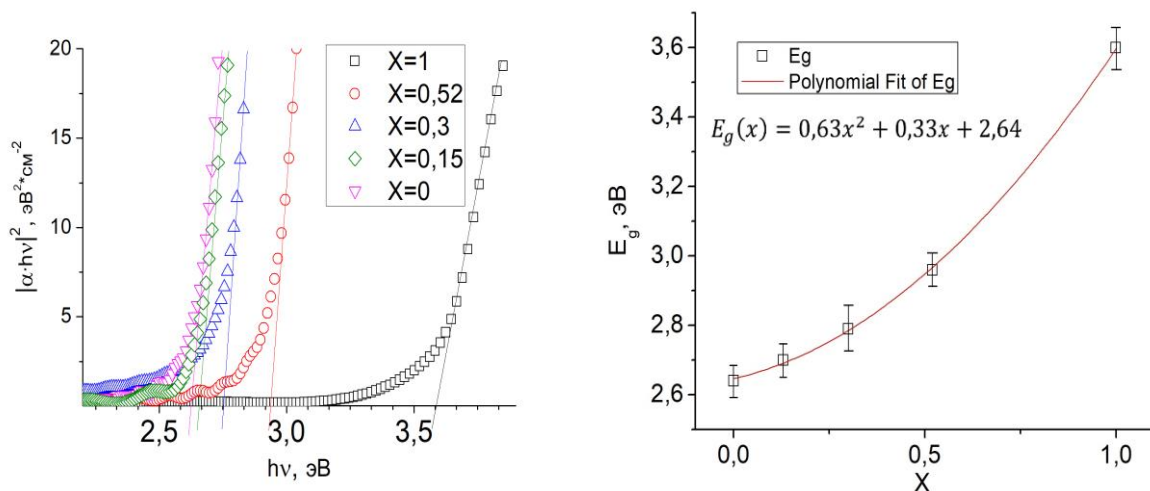 20
15
10
5
2,5
3,0
3,5
|α·hν|², эВ²*см⁻²
hν, эВ
X=1
X=0,52
X=0,3
X=0,15
X=0
3,6
3,4
3,2
3,0
2,8
2,6
0,0
0,5
1,0
E_g, эВ
X
Eg
Polynomial Fit of Eg
E_g(x) = 0,63x² + 0,33x + 2,64